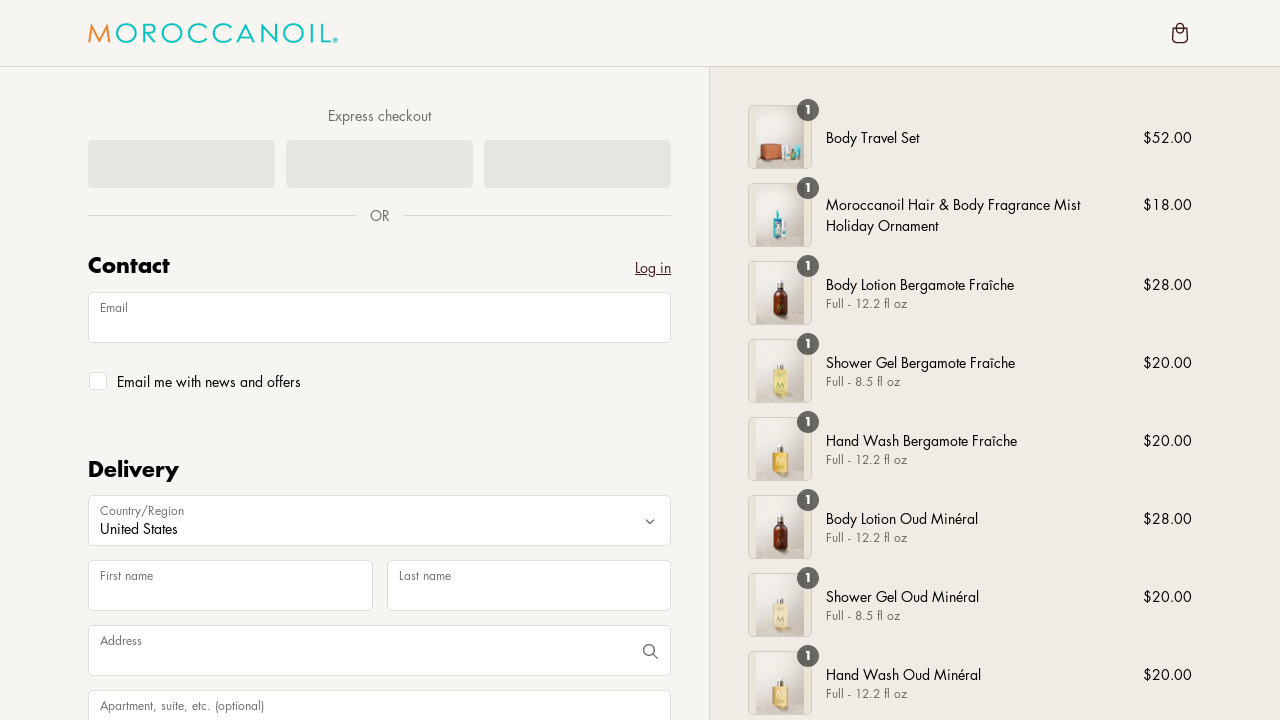 MOROCCANOIL®
Express checkout
OR
Contact
Log in
Email
Email me with news and offers
Delivery
Country/Region
United States
First name
Last name
Address
Apartment, suite, etc. (optional)
1
Body Travel Set
$52.00
1
Moroccanoil Hair & Body Fragrance Mist
Holiday Ornament
$18.00
1
Body Lotion Bergamote Fraîche
$28.00
Full - 12.2 fl oz
1
Shower Gel Bergamote Fraîche
$20.00
Full - 8.5 fl oz
1
Hand Wash Bergamote Fraîche
$20.00
Full - 12.2 fl oz
1
Body Lotion Oud Minéral
$28.00
Full - 12.2 fl oz
1
Shower Gel Oud Minéral
$20.00
Full - 8.5 fl oz
1
Hand Wash Oud Minéral
$20.00
Full - 12.2 fl oz